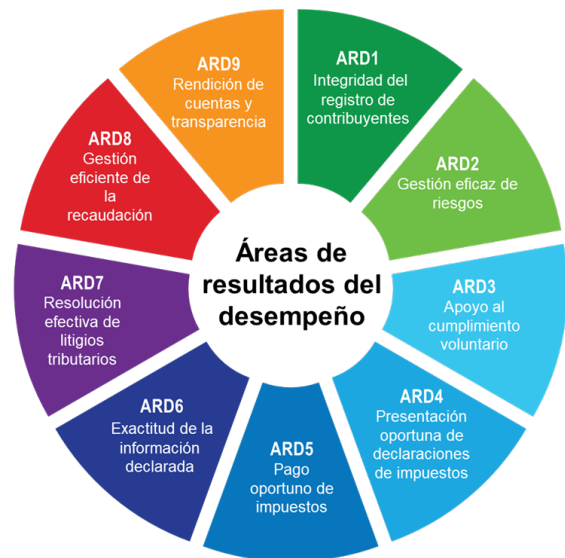 ARD1
Integridad del
registro de
contribuyentes
ARD2
Gestión eficaz de
riesgos
ARD3
Apoyo al
cumplimiento
voluntario
ARD4
Presentación
oportuna de
declaraciones
de impuestos
ARD5
Pago
oportuno de
impuestos
ARD6
Exactitud de la
información
declarada
ARD7
Resolución
efectiva de
litigios
tributarios
ARD8
Gestión
eficiente de
la
recaudación
ARD9
Rendición de
cuentas y
transparencia
Áreas de
resultados del
desempeño